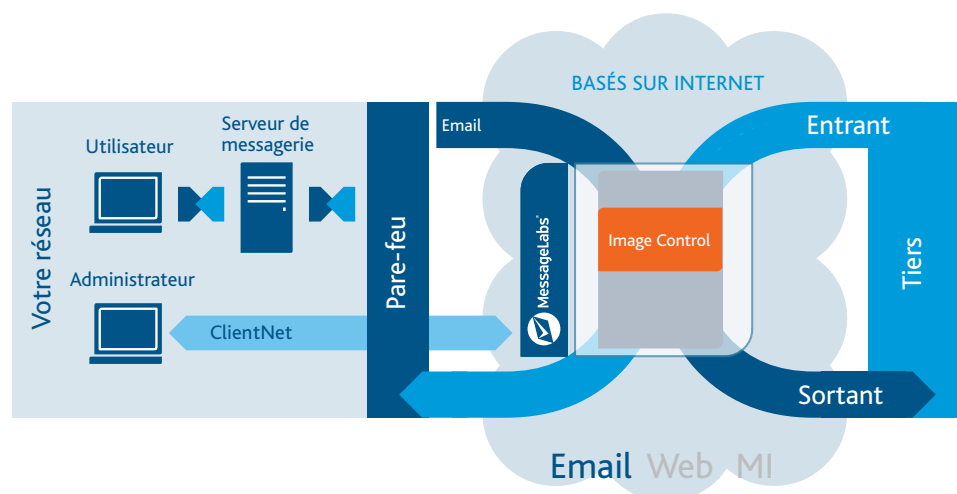 BASÉS SUR INTERNET
Votre réseau
Utilisateur
Serveur de
messagerie
Administrateur
ClientNet
Pare-feu
Email
MessageLabs
Image Control
Entrant
Tiers
Sortant
Email Web MI